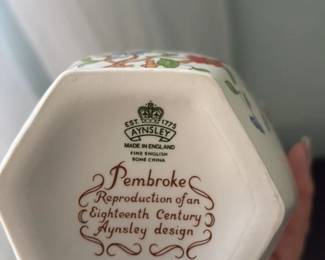 EST. 1775
AYNSLEY
MADE IN ENGLAND
FINE ENGLISH
BONE CHINA
Pembroke
Reproduction of an
Eighteenth Century
Aynsley design